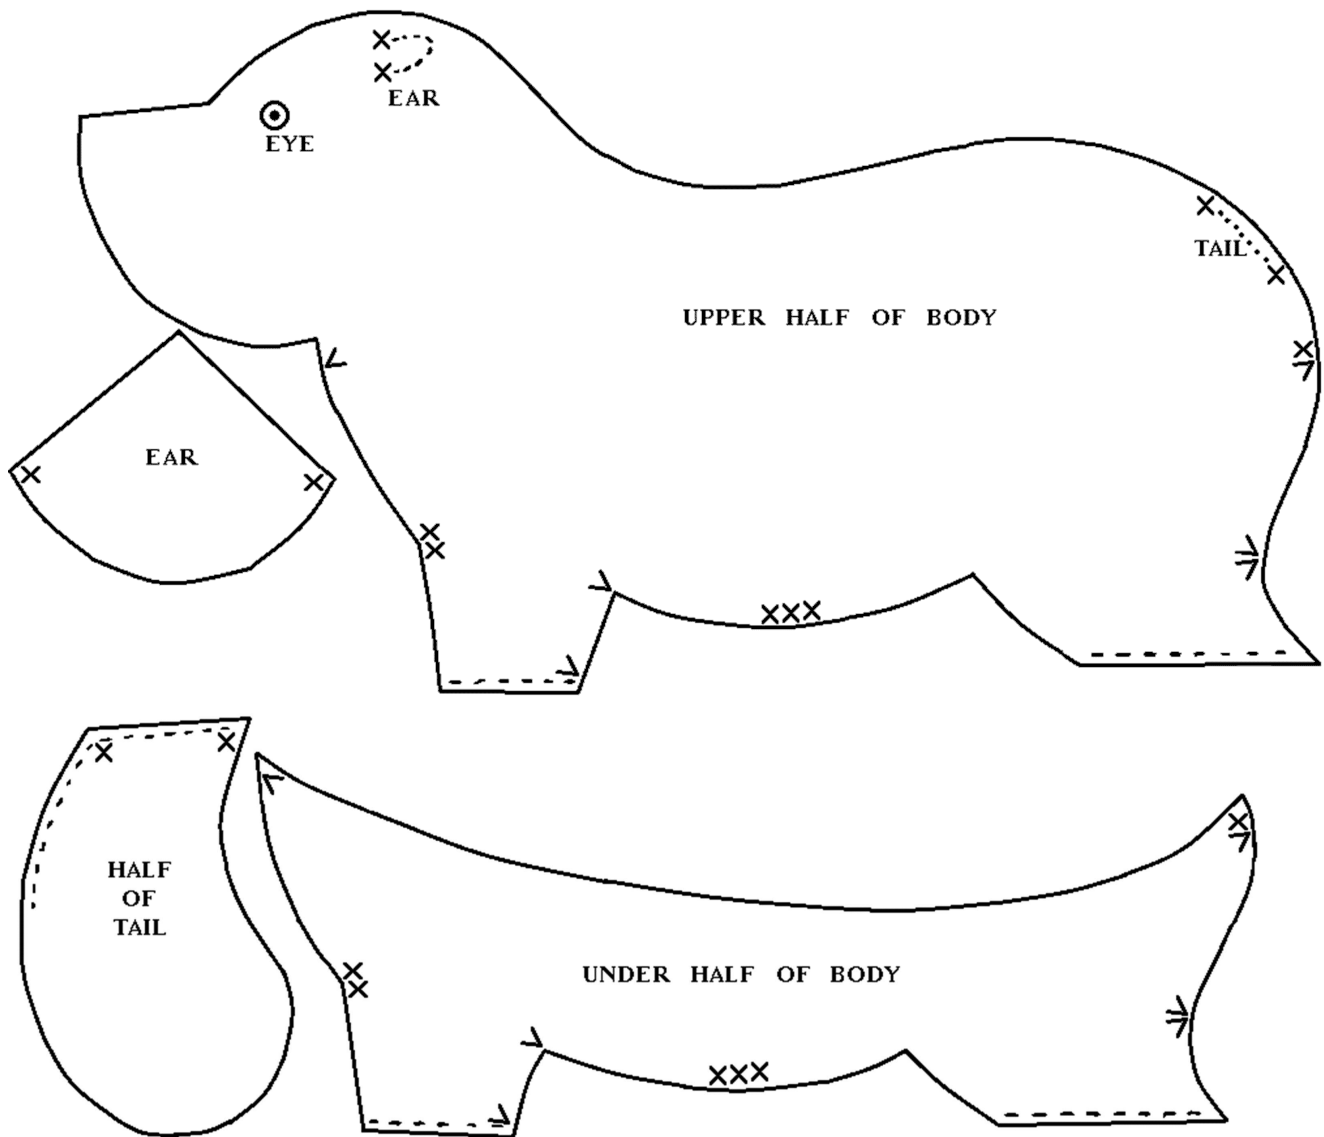 EAR
EYE
TAIL
UPPER HALF OF BODY
EAR
HALF
OF
TAIL
UNDER HALF OF BODY